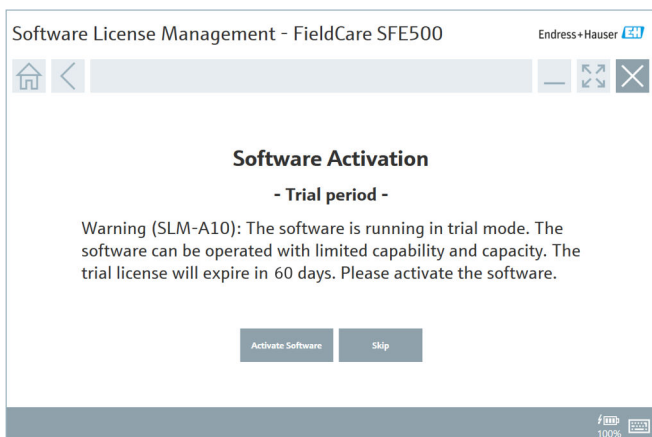 Software License Management - FieldCare SFE500
Endress+Hauser EH
Software Activation
- Trial period -
Warning (SLM-A10): The software is running in trial mode. The
software can be operated with limited capability and capacity. The
trial license will expire in 60 days. Please activate the software.
Activate Software
Skip
100%